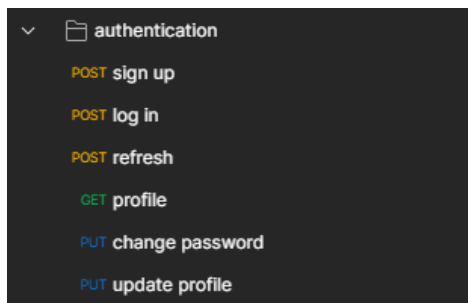 authentication
POST sign up
POST log in
POST refresh
GET profile
PUT change password
PUT update profile